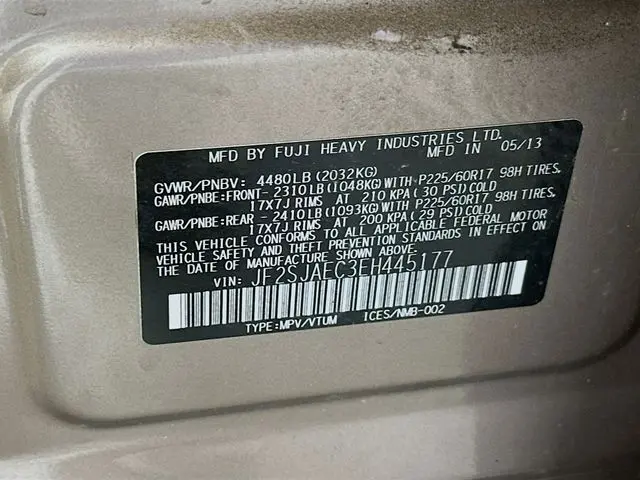 MFD BY FUJI HEAVY INDUSTRIES LTD.
MFD IN 05/13
GVWR/PNBV: 4480LB(2032KG)
GAWR/PNBE:FRONT-2310LB(1048KG)WITH P225/60R17 98H TIRES.
17X7J RIMS AT 210 KPA (30 PSI)COLD
GAWR/PNBE:REAR -2410LB(1093KG)WITH P225/60R17 98H TIRES.
17X7J RIMS AT 200 KPA (29 PSI)COLD
THIS VEHICLE CONFORMS TO ALL APPLICABLE FEDERAL MOTOR
VEHICLE SAFETY AND BUMPER STANDARDS IN EFFECT ON THE
DATE OF MANUFACTURE SHOWN ABOVE.
VIN: JF2SJAEC3EH445177
TYPE:MPV/VTUM ICES/NMB-002